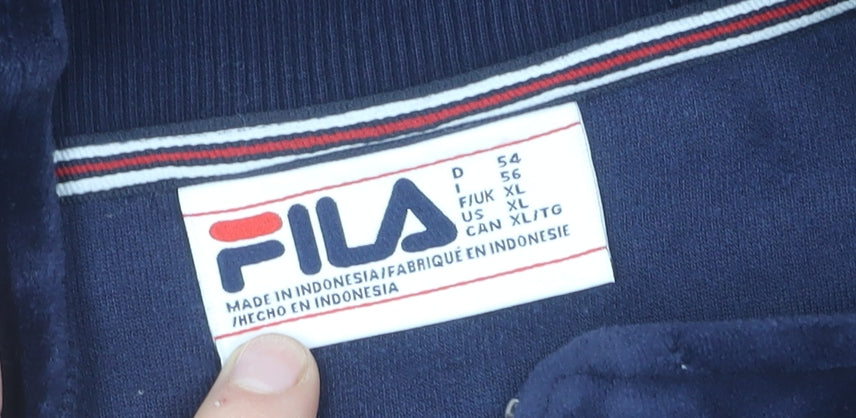 FILA
D 54
I 56
F/UK XL
US XL
CAN XL/TG
MADE IN INDONESIA/FABRIQUÉ EN INDONESIE
/HECHO EN INDONESIA